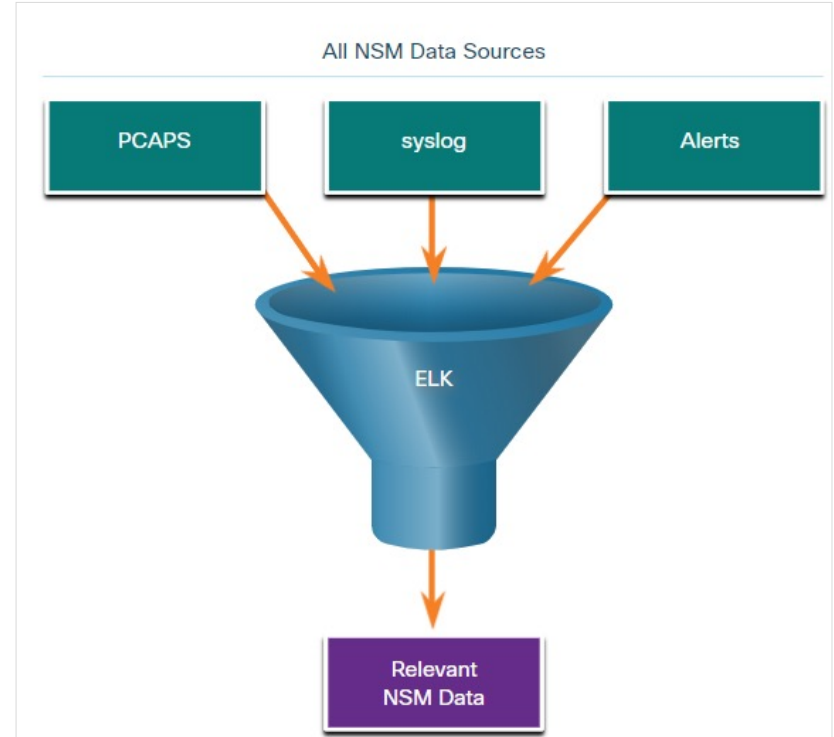 All NSM Data Sources
PCAPS
syslog
Alerts
ELK
Relevant
NSM Data